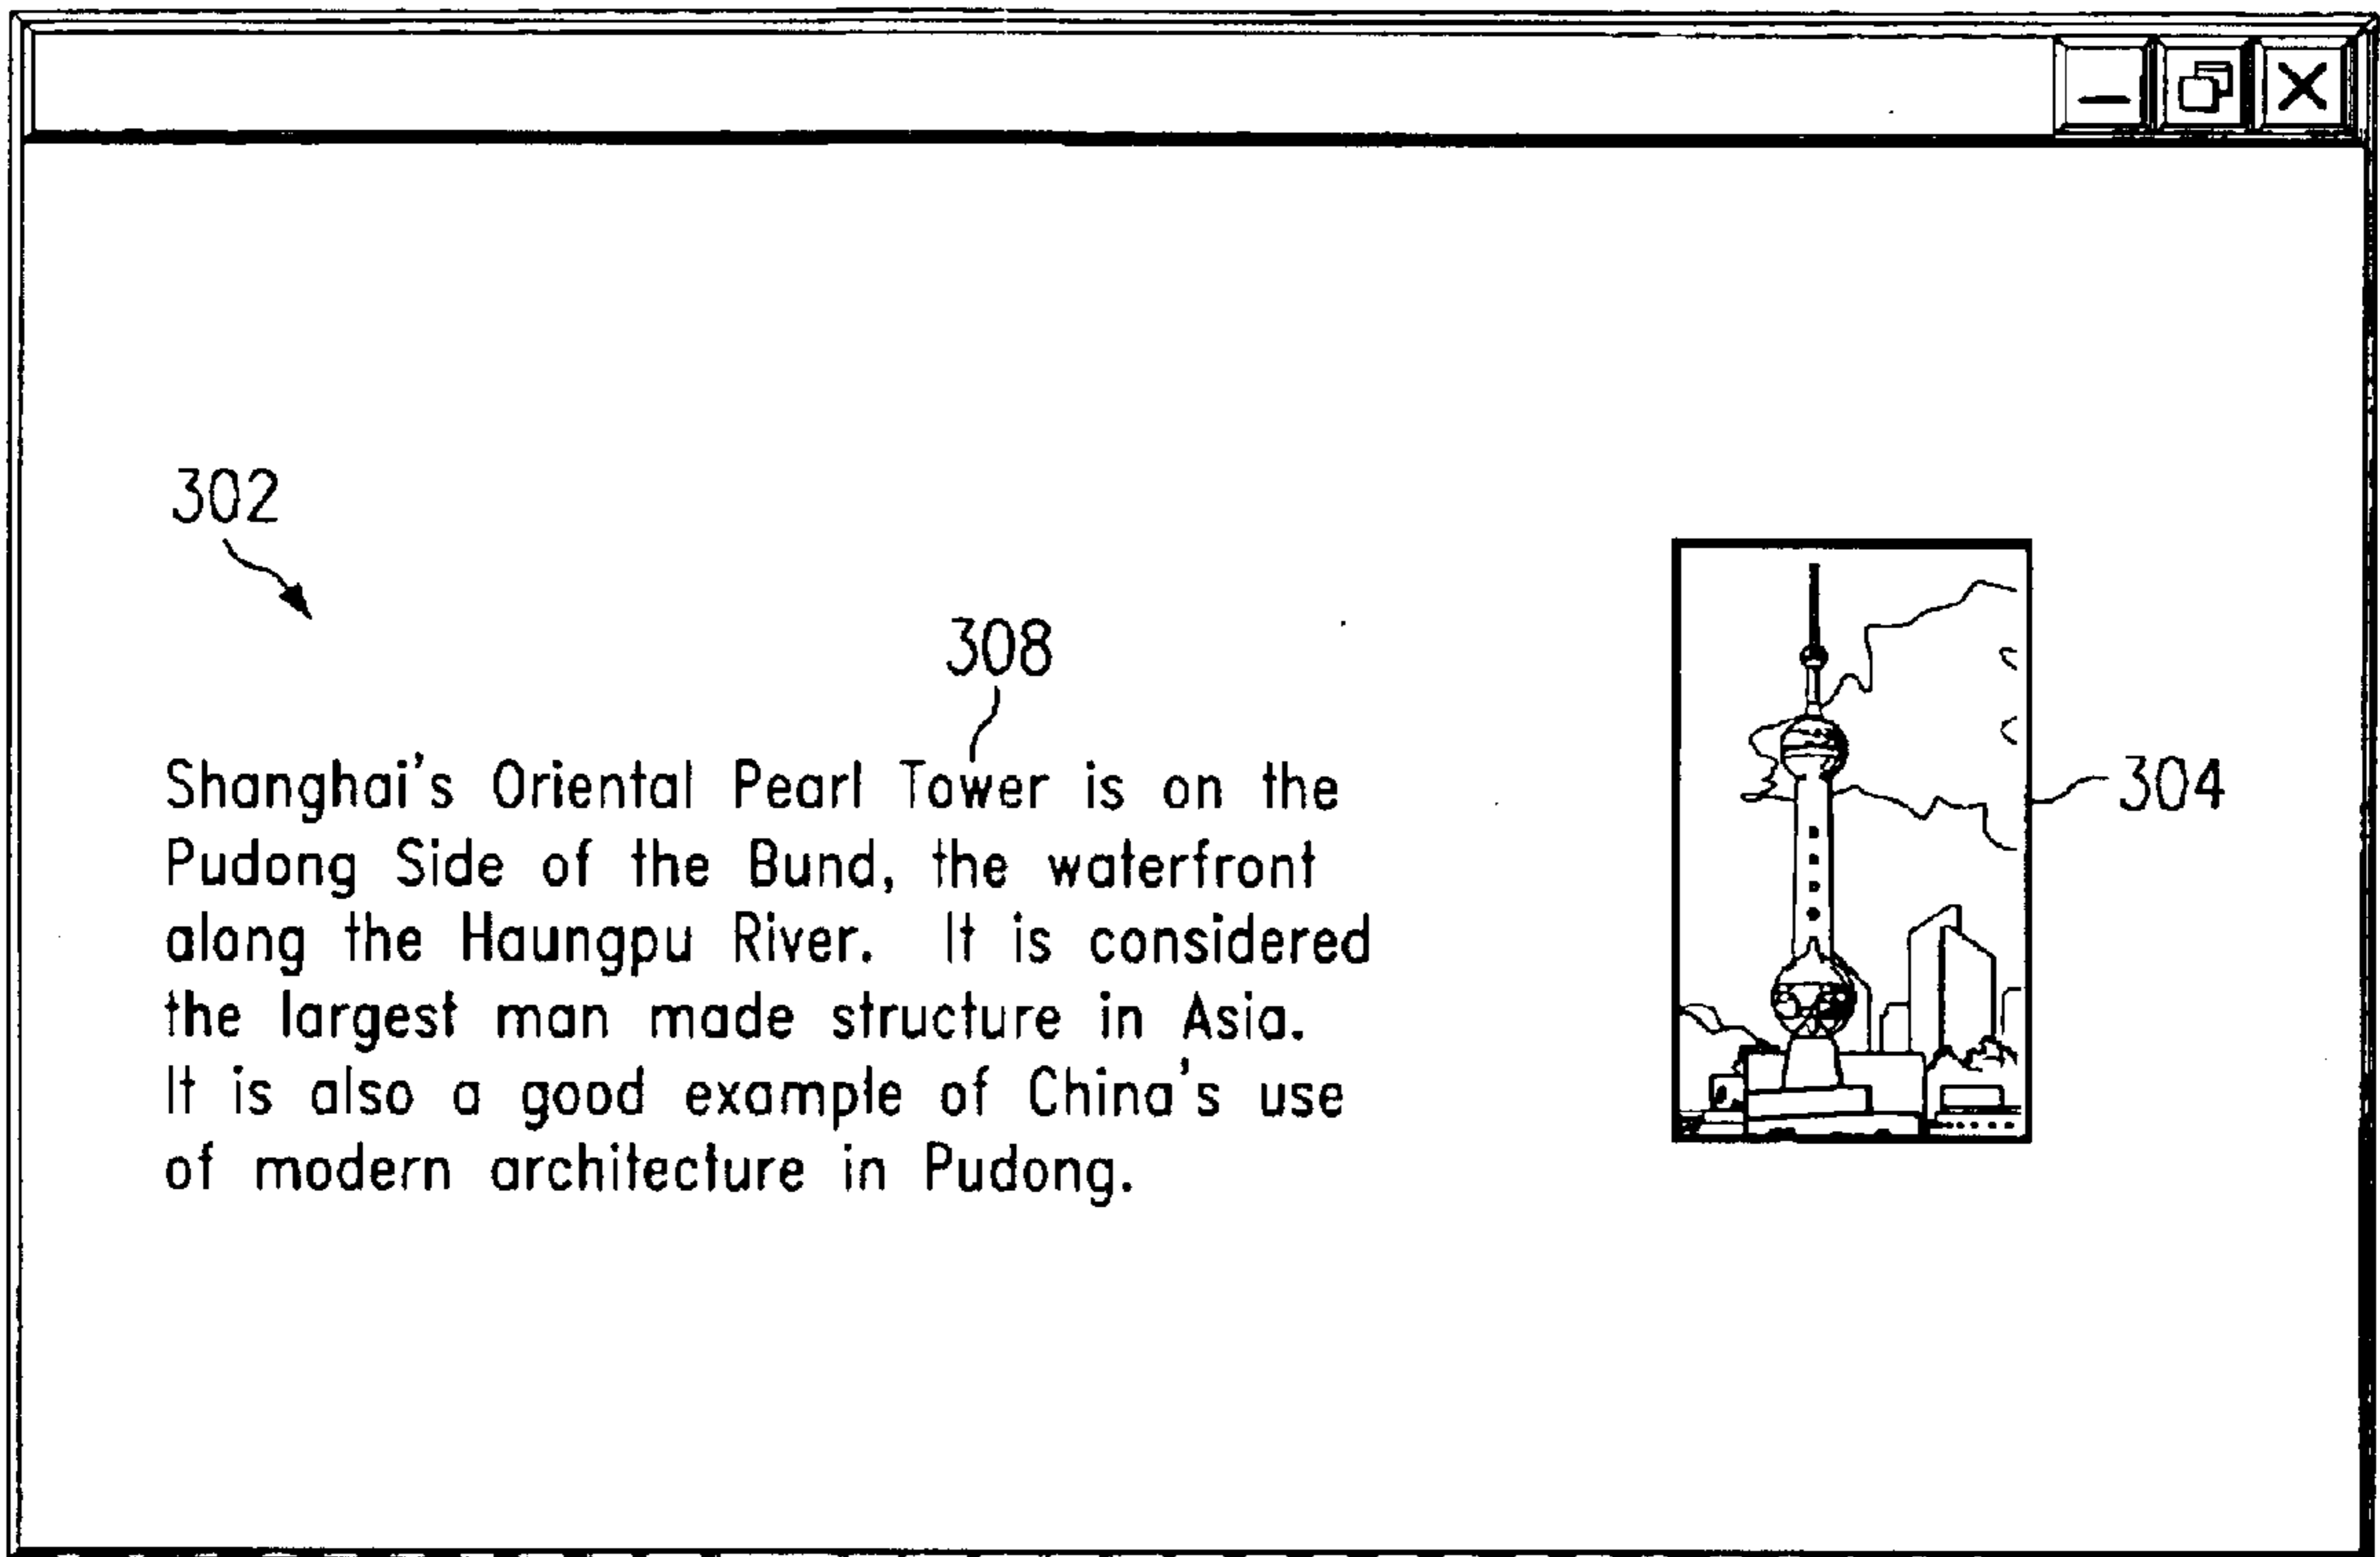 302
308
Shanghai's Oriental Pearl Tower is on the
Pudong Side of the Bund, the waterfront
along the Haungpu River. It is considered
the largest man made structure in Asia.
It is also a good example of China's use
of modern architecture in Pudong.
304